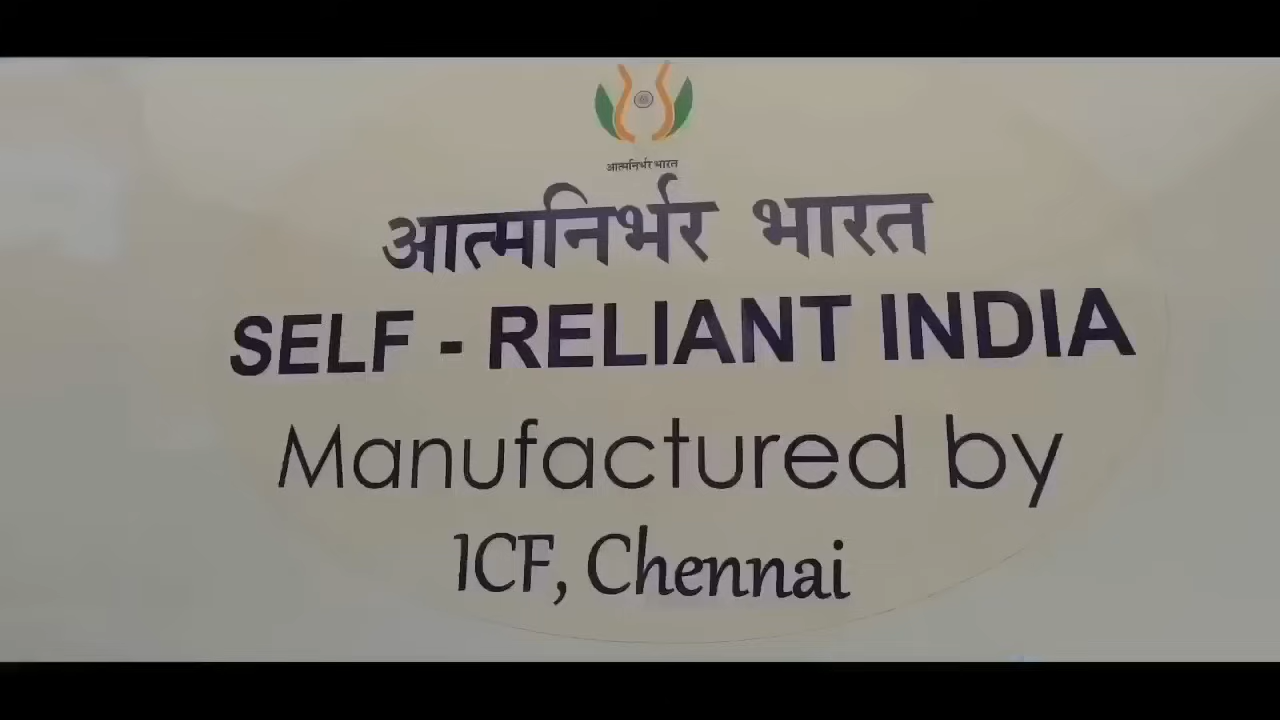 आत्मनिर्भर भारत
आत्मनिर्भर भारत
SELF - RELIANT INDIA
Manufactured by
ICF, Chennai